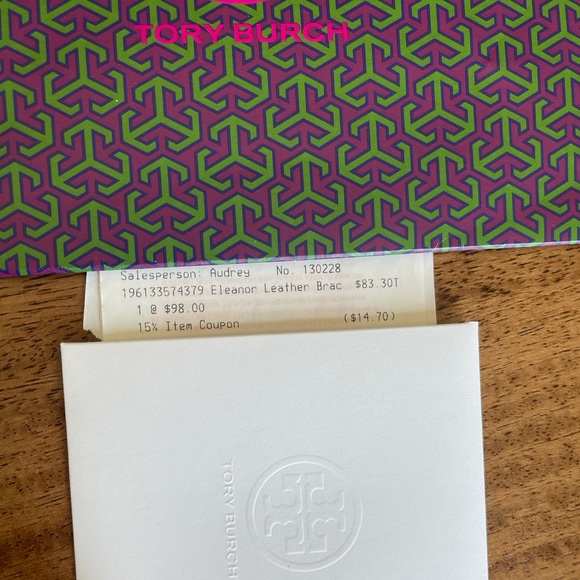 TORY BURCH
Salesperson: Audrey No. 130228
196133574379 Eleanor Leather Brac $83.30T
1 @ $98.00
15% Item Coupon ($14.70)
TORY BURCH